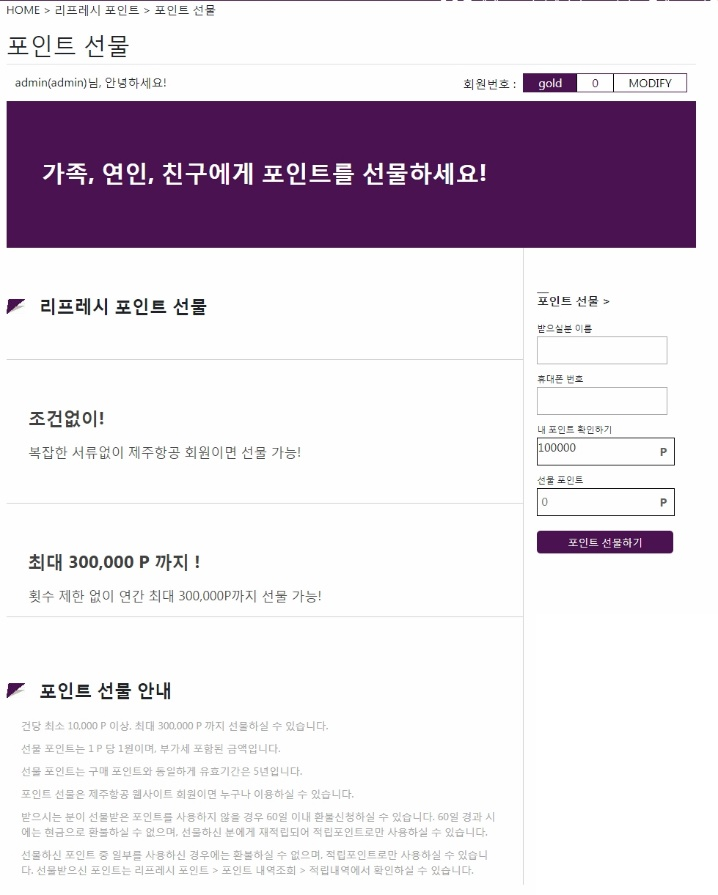 HOME > 리프레시 포인트 > 포인트 선물
포인트 선물
admin(admin)님, 안녕하세요!
회원번호 : gold 0 MODIFY
가족, 연인, 친구에게 포인트를 선물하세요!
리프레시 포인트 선물
조건없이!
복잡한 서류없이 제주항공 회원이면 선물 가능!
최대 300,000 P 까지 !
횟수 제한 없이 연간 최대 300,000P까지 선물 가능!
포인트 선물 안내
건당 최소 10,000 P 이상, 최대 300,000 P 까지 선물하실 수 있습니다.
선물 포인트는 1 P 당 1원이며, 부가세 포함된 금액입니다.
선물 포인트는 구매 포인트와 동일하게 유효기간은 5년입니다.
포인트 선물은 제주항공 웹사이트 회원이면 누구나 이용하실 수 있습니다.
받으시는 분이 선물받은 포인트를 사용하지 않을 경우 60일 이내 환불신청하실 수 있습니다. 60일 경과 시
에는 현금으로 환불하실 수 없으며, 선물하신 분에게 재적립되어 적립포인트로만 사용하실 수 있습니다.
선물하신 포인트 중 일부를 사용하신 경우에는 환불하실 수 없으며, 적립포인트로만 사용하실 수 있습니
다. 선물받으신 포인트는 리프레시 포인트 > 포인트 내역조회 > 적립내역에서 확인하실 수 있습니다.
포인트 선물 >
받으실분 이름
휴대폰 번호
내 포인트 확인하기
100000 P
선물 포인트
0 P
포인트 선물하기